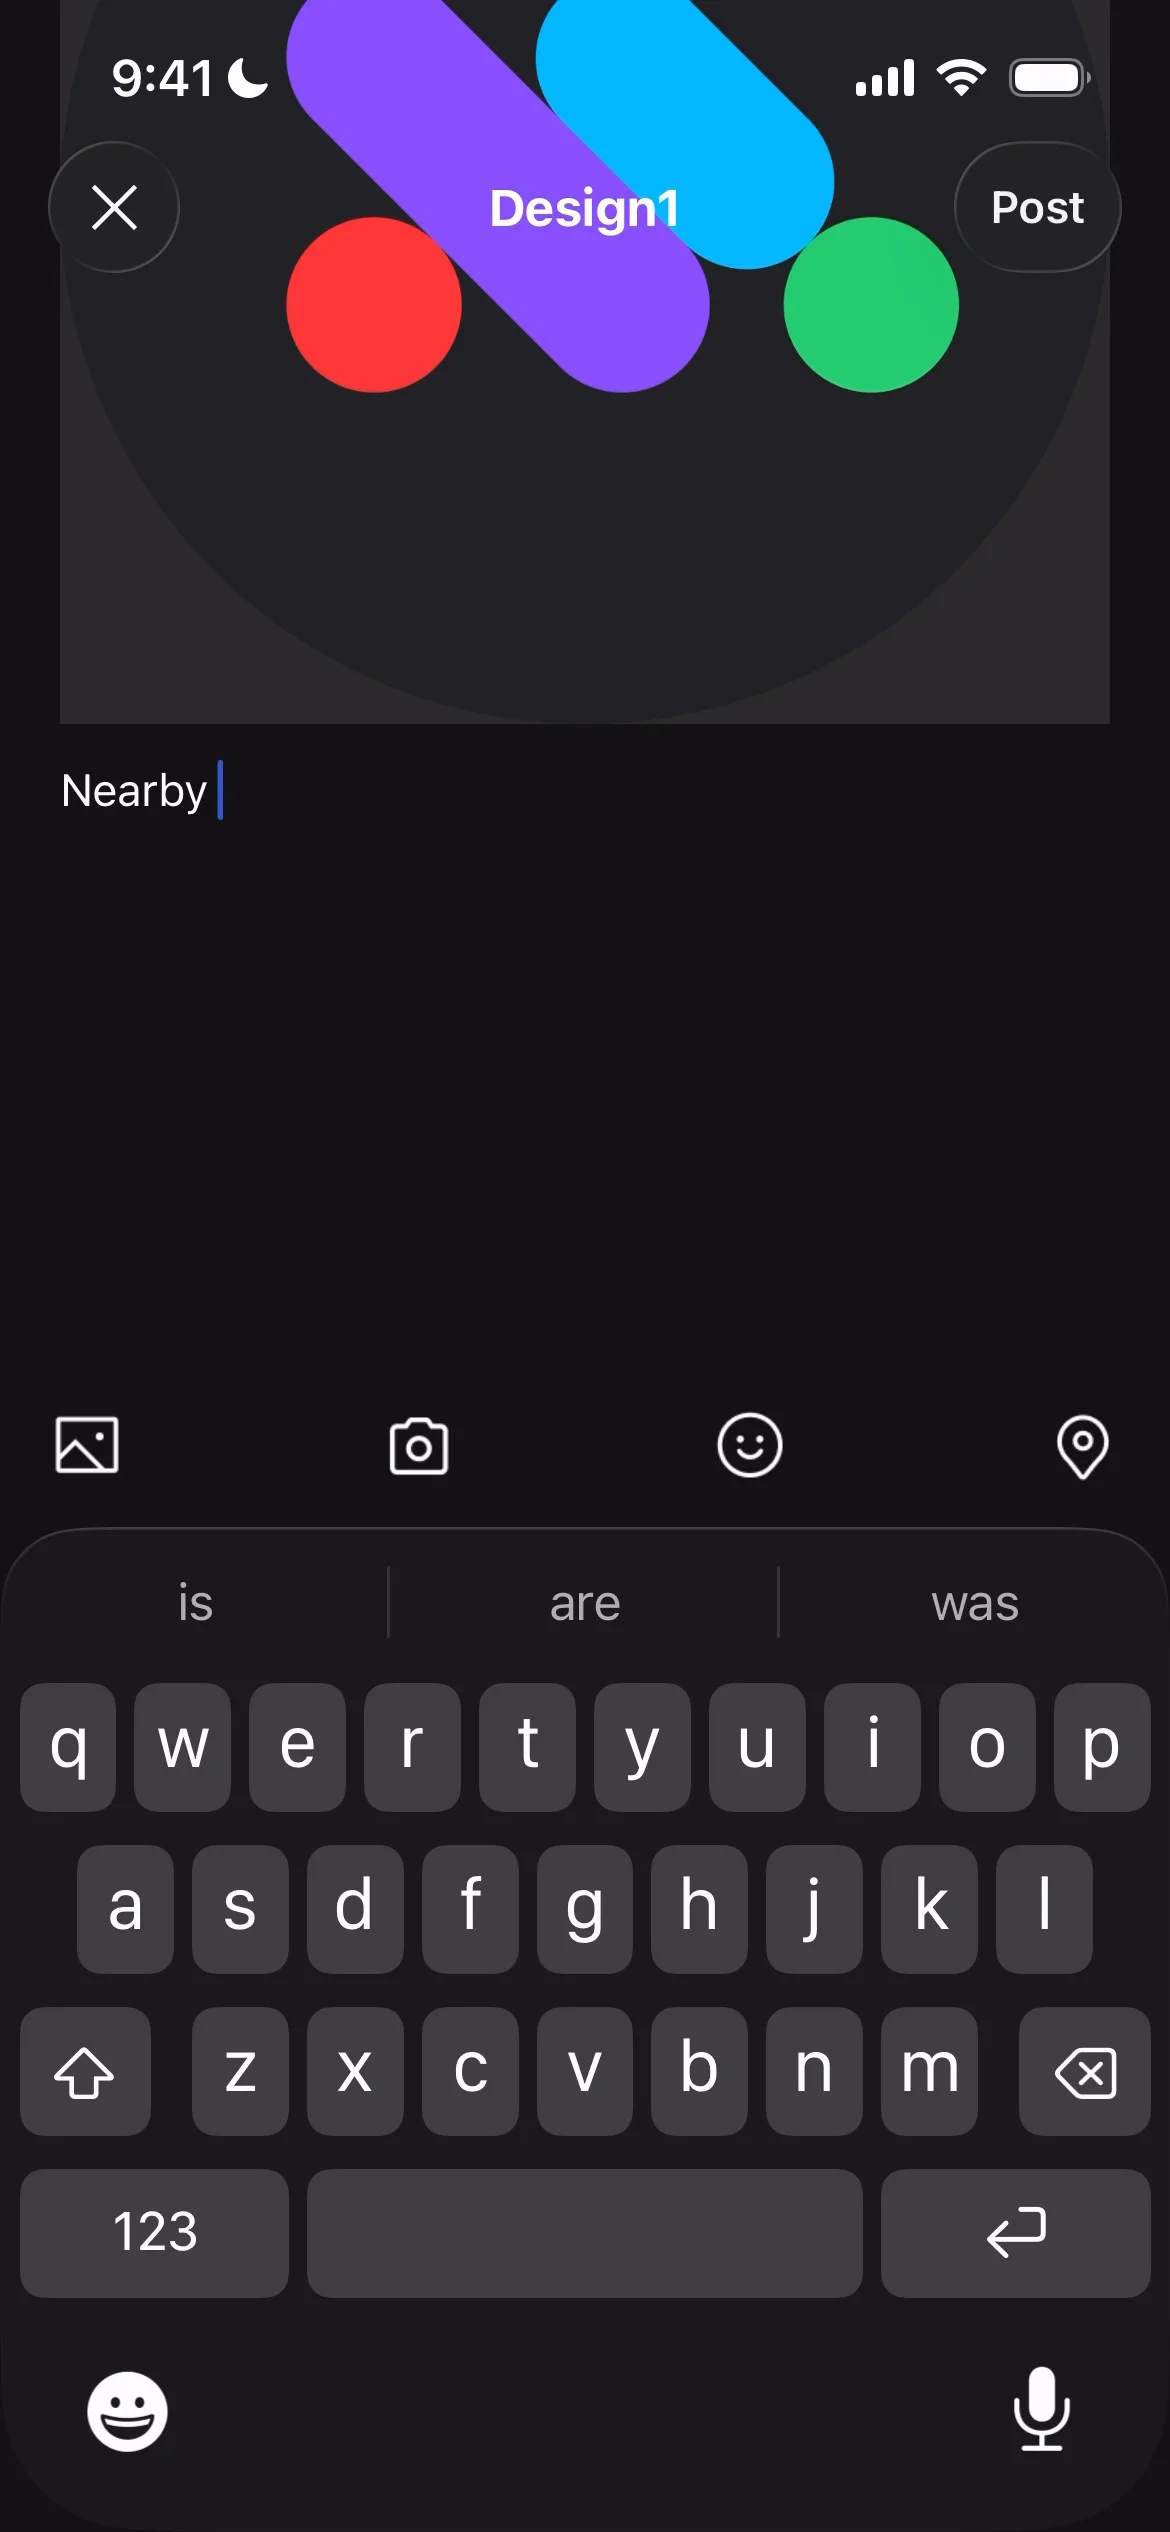 9:41
Design1
Post
Nearby
is are was
q w e r t y u i o p
a s d f g h j k l
z x c v b n m
123